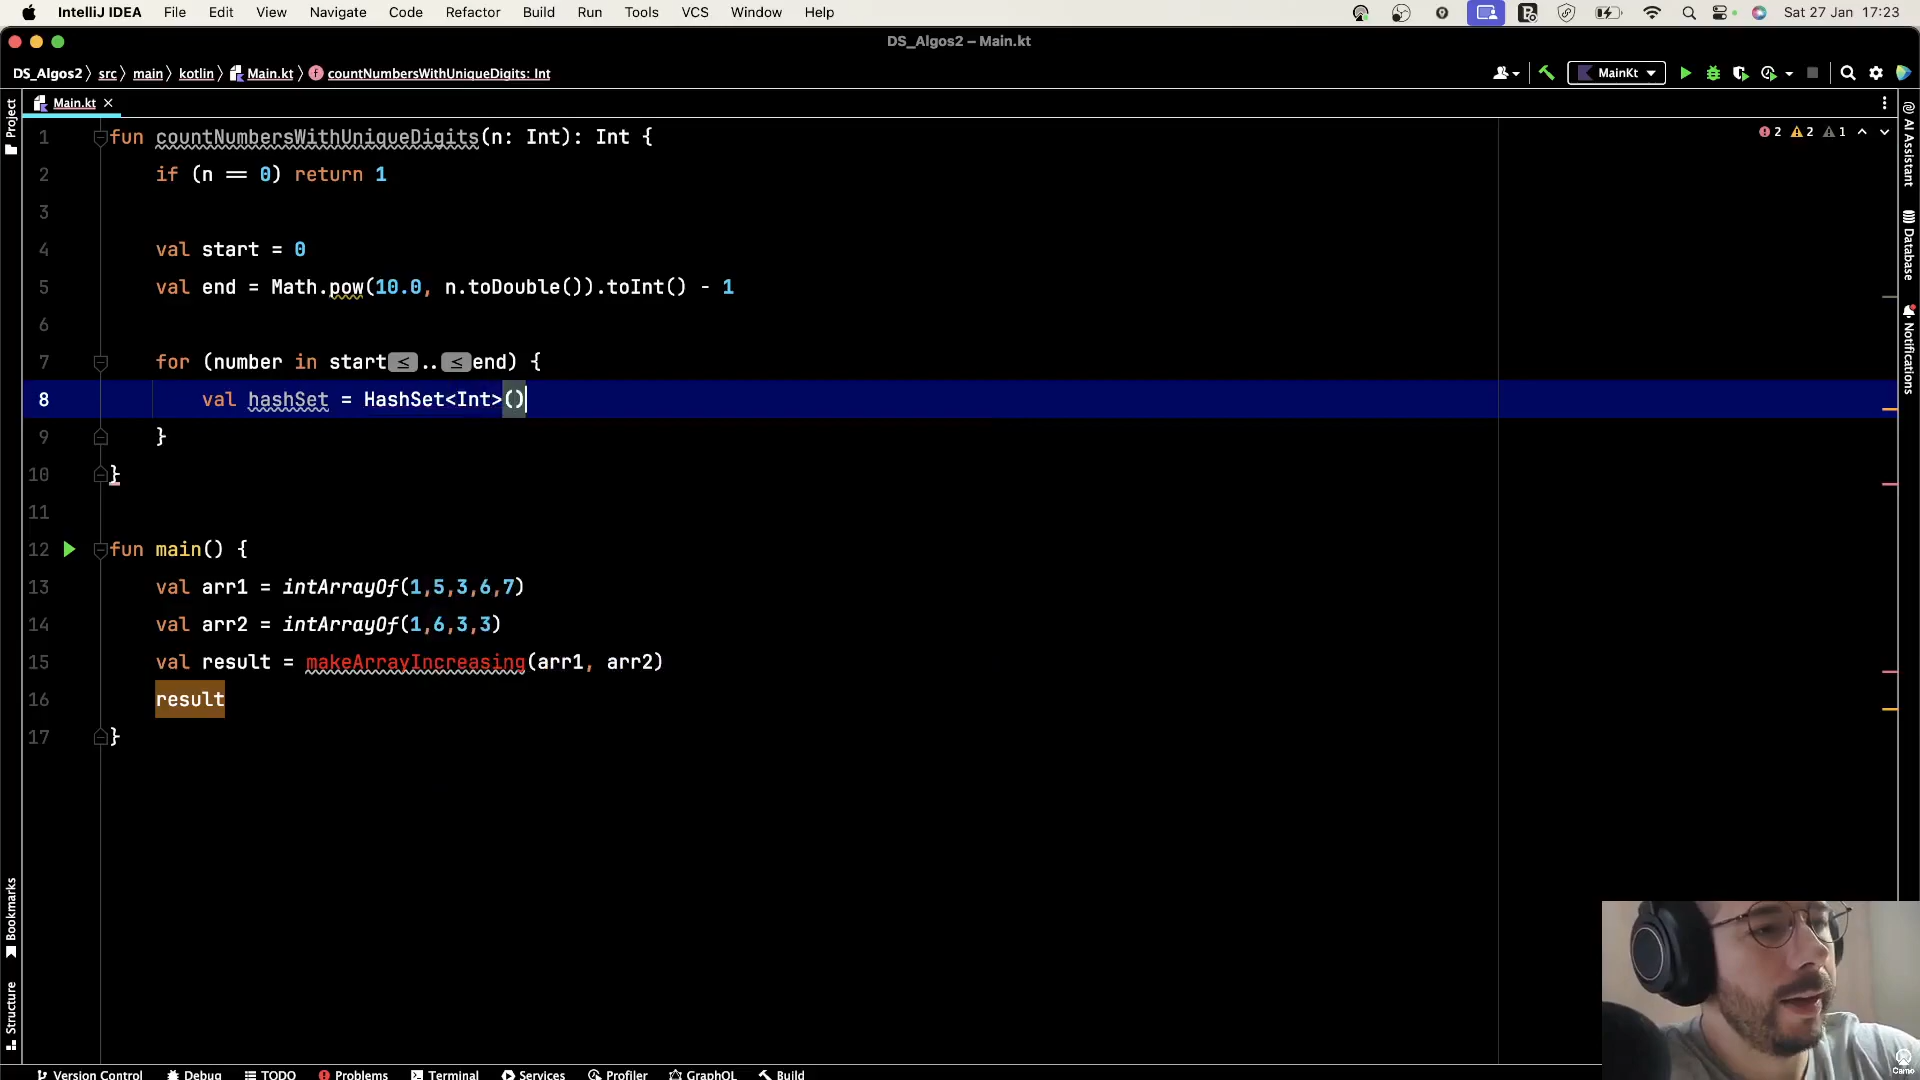 IntelliJ IDEA File Edit View Navigate Code Refactor Build Run Tools VCS Window Help Sat 27 Jan 17:23
DS_Algos2 – Main.kt
DS_Algos2 src main kotlin Main.kt countNumbersWithUniqueDigits: Int MainKt
Project
Main.kt
1 fun countNumbersWithUniqueDigits(n: Int): Int {
2 2 1
2 if (n == 0) return 1
3
4 val start = 0
5 val end = Math.pow(10.0, n.toDouble()).toInt() - 1
6
7 for (number in start≤..≤end) {
8 val hashSet = HashSet<Int>()
9 }
10 }
11
12 fun main() {
13 val arr1 = intArrayOf(1,5,3,6,7)
14 val arr2 = intArrayOf(1,6,3,3)
15 val result = makeArrayIncreasing(arr1, arr2)
16 result
17 }
AI Assistant
Database
Notifications
Bookmarks
Structure
Camo
Version Control Debug TODO Problems Terminal Services Profiler GraphQL Build